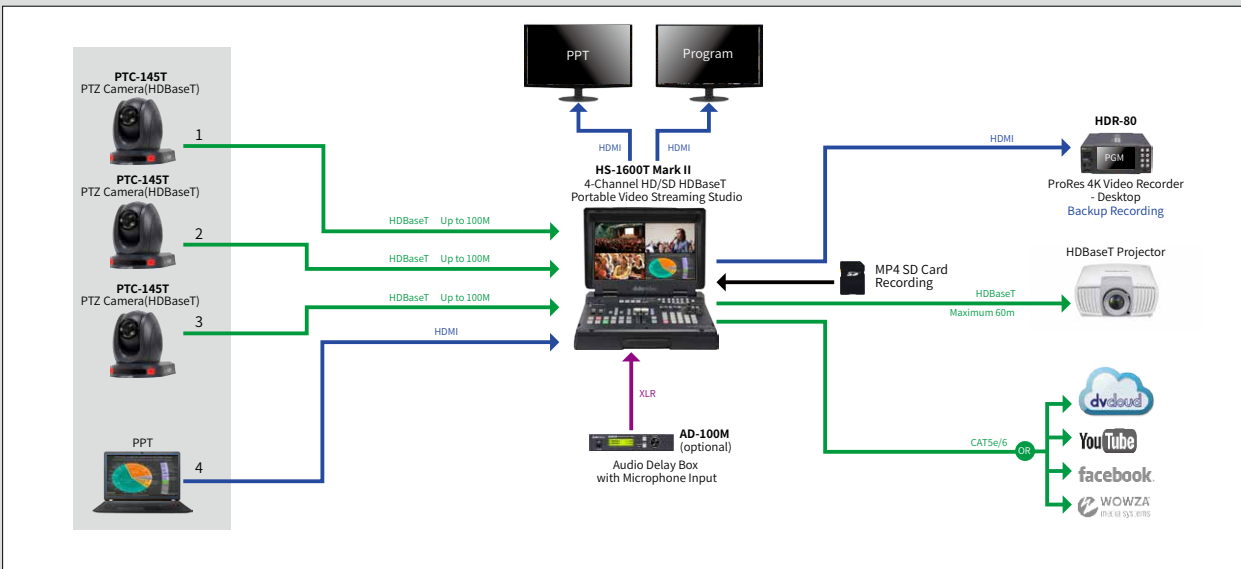 PTC-145T
PTZ Camera(HDBaseT)
1
PTC-145T
PTZ Camera(HDBaseT)
2
PTC-145T
PTZ Camera(HDBaseT)
3
PPT
4
HDBaseT Up to 100M
HDBaseT Up to 100M
HDBaseT Up to 100M
HDMI
PPT
Program
HDMI
HDMI
HS-1600T Mark II
4-Channel HD/SD HDBaseT
Portable Video Streaming Studio
XLR
AD-100M
(optional)
Audio Delay Box
with Microphone Input
HDMI
HDR-80
PGM
ProRes 4K Video Recorder
- Desktop
Backup Recording
MP4 SD Card
Recording
HDBaseT Projector
HDBaseT
Maximum 60m
CAT5e/6
OR
dvcloud
YouTube
facebook.
WOWZA
media systems